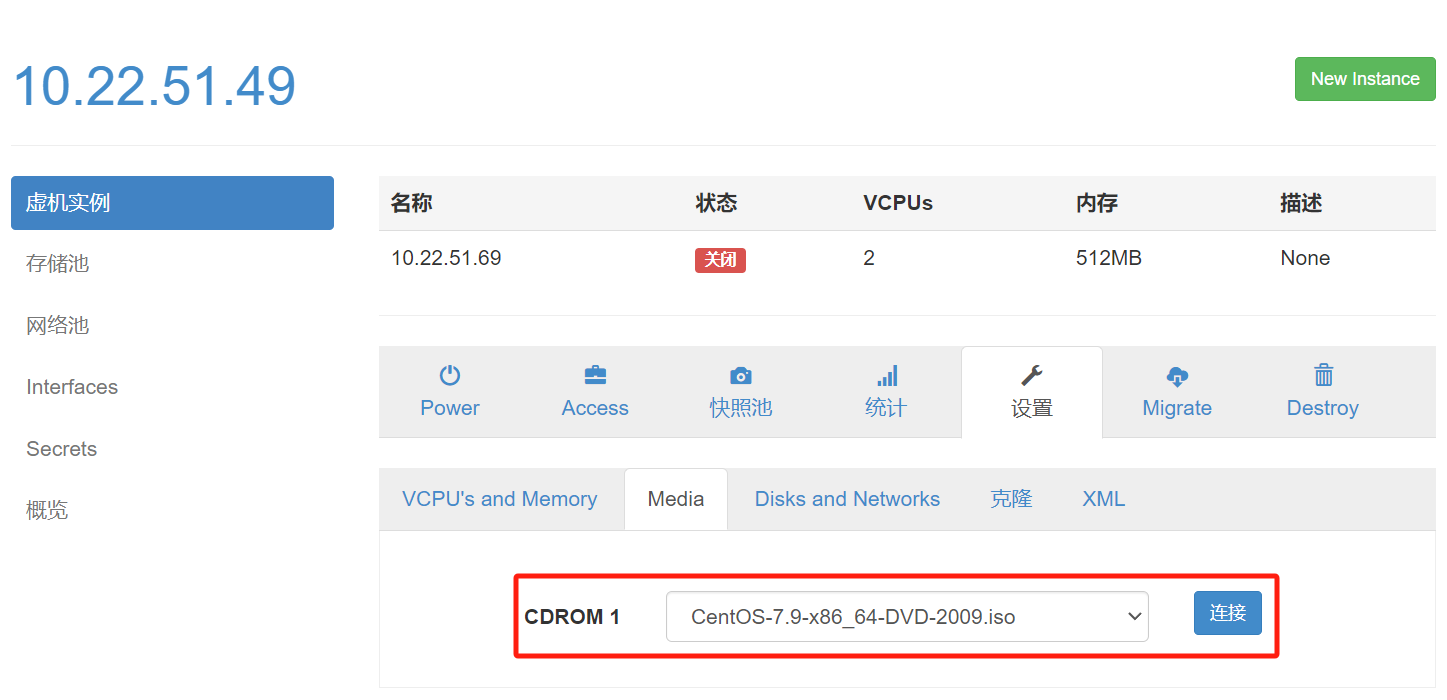 10.22.51.49
New Instance
虚机实例
存储池
网络池
Interfaces
Secrets
概览
名称 状态 VCPUs 内存 描述
10.22.51.69 关闭 2 512MB None
Power Access 快照池 统计 设置 Migrate Destroy
VCPU's and Memory Media Disks and Networks 克隆 XML
CDROM 1 CentOS-7.9-x86_64-DVD-2009.iso 连接